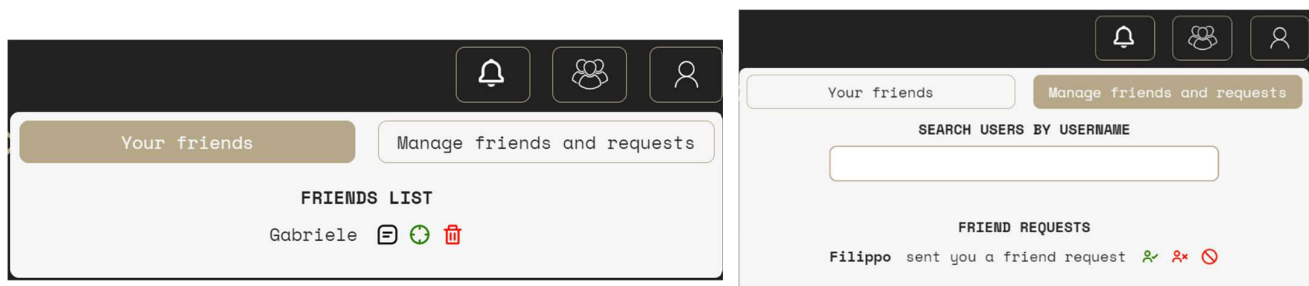 Your friends
Manage friends and requests
FRIENDS LIST
Gabriele
Your friends
Manage friends and requests
SEARCH USERS BY USERNAME
FRIEND REQUESTS
Filippo sent you a friend request